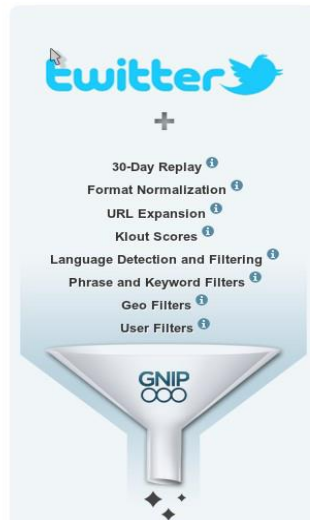 twitter
+
30-Day Replay
Format Normalization
URL Expansion
Klout Scores
Language Detection and Filtering
Phrase and Keyword Filters
Geo Filters
User Filters
GNIP